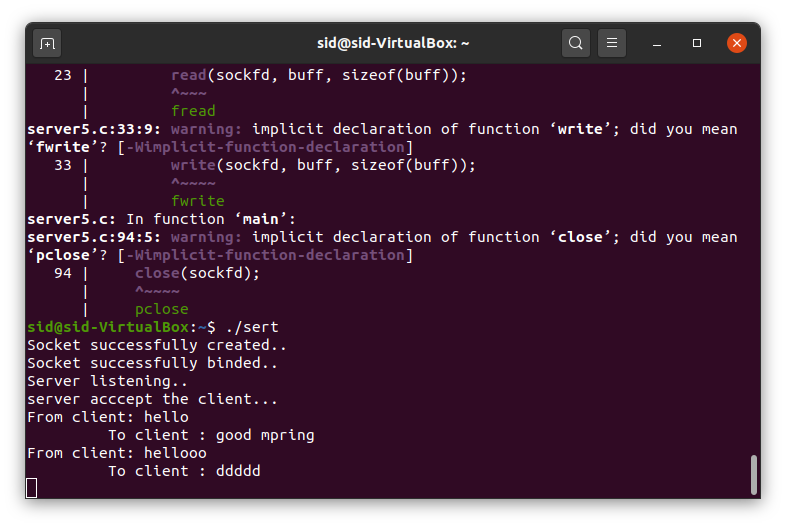 sid@sid-VirtualBox: ~
23 | read(sockfd, buff, sizeof(buff));
| ^~~~
| fread
server5.c:33:9: warning: implicit declaration of function ‘write’; did you mean
‘fwrite’? [-Wimplicit-function-declaration]
33 | write(sockfd, buff, sizeof(buff));
| ^~~~~
| fwrite
server5.c: In function ‘main’:
server5.c:94:5: warning: implicit declaration of function ‘close’; did you mean
‘pclose’? [-Wimplicit-function-declaration]
94 | close(sockfd);
| ^~~~~
| pclose
sid@sid-VirtualBox:~$ ./sert
Socket successfully created..
Socket successfully binded..
Server listening..
server acccept the client...
From client: hello
To client : good mpring
From client: hellooo
To client : ddddd